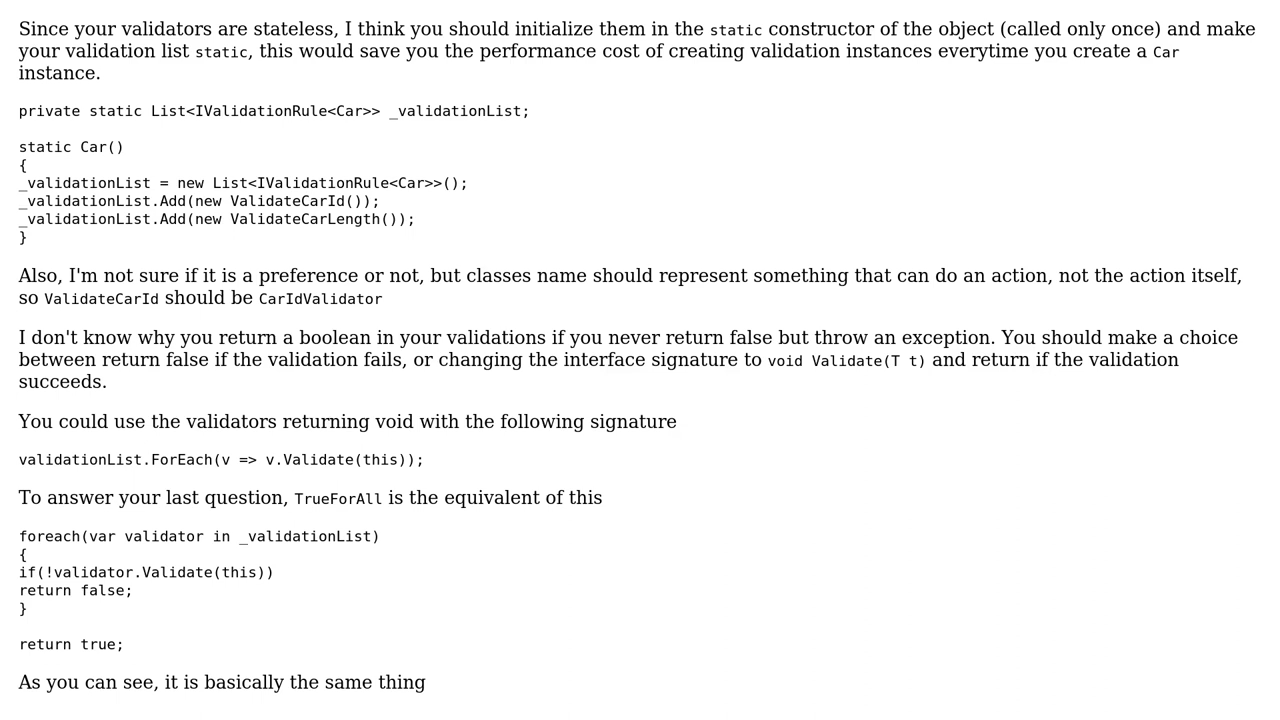 Since your validators are stateless, I think you should initialize them in the static constructor of the object (called only once) and make
your validation list static, this would save you the performance cost of creating validation instances everytime you create a Car
instance.
private static List<IValidationRule<Car>> _validationList;
static Car()
{
_validationList = new List<IValidationRule<Car>>();
_validationList.Add(new ValidateCarId());
_validationList.Add(new ValidateCarLength());
}
Also, I'm not sure if it is a preference or not, but classes name should represent something that can do an action, not the action itself,
so ValidateCarId should be CarIdValidator
I don't know why you return a boolean in your validations if you never return false but throw an exception. You should make a choice
between return false if the validation fails, or changing the interface signature to void Validate(T t) and return if the validation
succeeds.
You could use the validators returning void with the following signature
validationList.ForEach(v => v.Validate(this));
To answer your last question, TrueForAll is the equivalent of this
foreach(var validator in _validationList)
{
if(!validator.Validate(this))
return false;
}
return true;
As you can see, it is basically the same thing